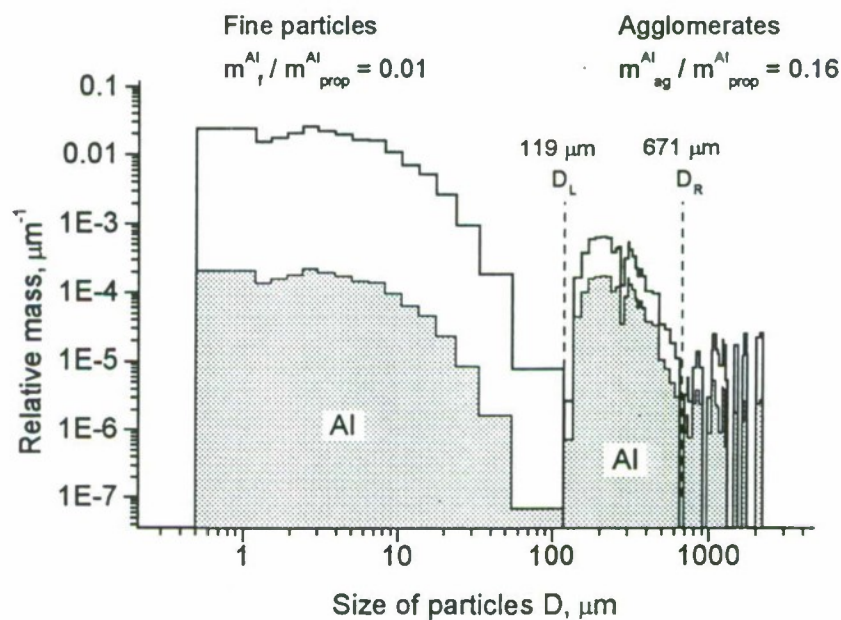 Fine particles
Agglomerates
m^Al_f / m^Al_prop = 0.01
m^Al_ag / m^Al_prop = 0.16
0.1
0.01
1E-3
1E-4
1E-5
1E-6
1E-7
Relative mass, µm^-1
119 µm
671 µm
D_L
D_R
Al
Al
1
10
100
1000
Size of particles D, µm